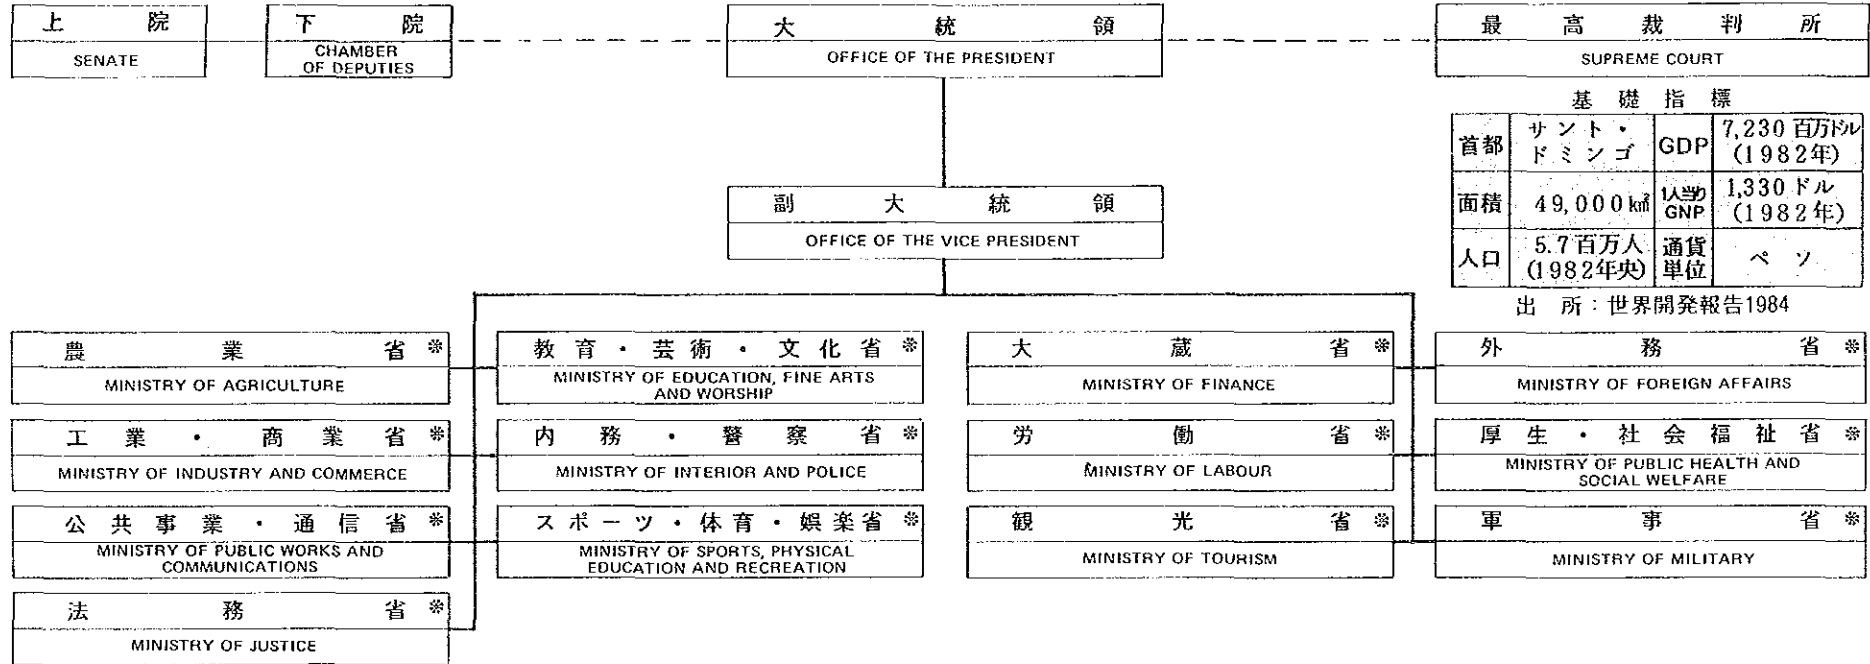 上院
SENATE
下院
CHAMBER
OF DEPUTIES
大統領
OFFICE OF THE PRESIDENT
最高裁判所
SUPREME COURT
基礎指標
首都 サント・ドミンゴ GDP 7,230百万ドル (1982年)
面積 49,000㎢ 1人当り GNP 1,330ドル (1982年)
人口 5.7百万人 (1982年央) 通貨単位 ペソ
出所：世界開発報告1984
副大統領
OFFICE OF THE VICE PRESIDENT
農業省※
MINISTRY OF AGRICULTURE
教育・芸術・文化省※
MINISTRY OF EDUCATION, FINE ARTS
AND WORSHIP
大蔵省※
MINISTRY OF FINANCE
外務省※
MINISTRY OF FOREIGN AFFAIRS
工業・商業省※
MINISTRY OF INDUSTRY AND COMMERCE
内務・警察省※
MINISTRY OF INTERIOR AND POLICE
労働省※
MINISTRY OF LABOUR
厚生・社会福祉省※
MINISTRY OF PUBLIC HEALTH AND
SOCIAL WELFARE
公共事業・通信省※
MINISTRY OF PUBLIC WORKS AND
COMMUNICATIONS
スポーツ・体育・娯楽省※
MINISTRY OF SPORTS, PHYSICAL
EDUCATION AND RECREATION
観光省※
MINISTRY OF TOURISM
軍事省※
MINISTRY OF MILITARY
法務省※
MINISTRY OF JUSTICE